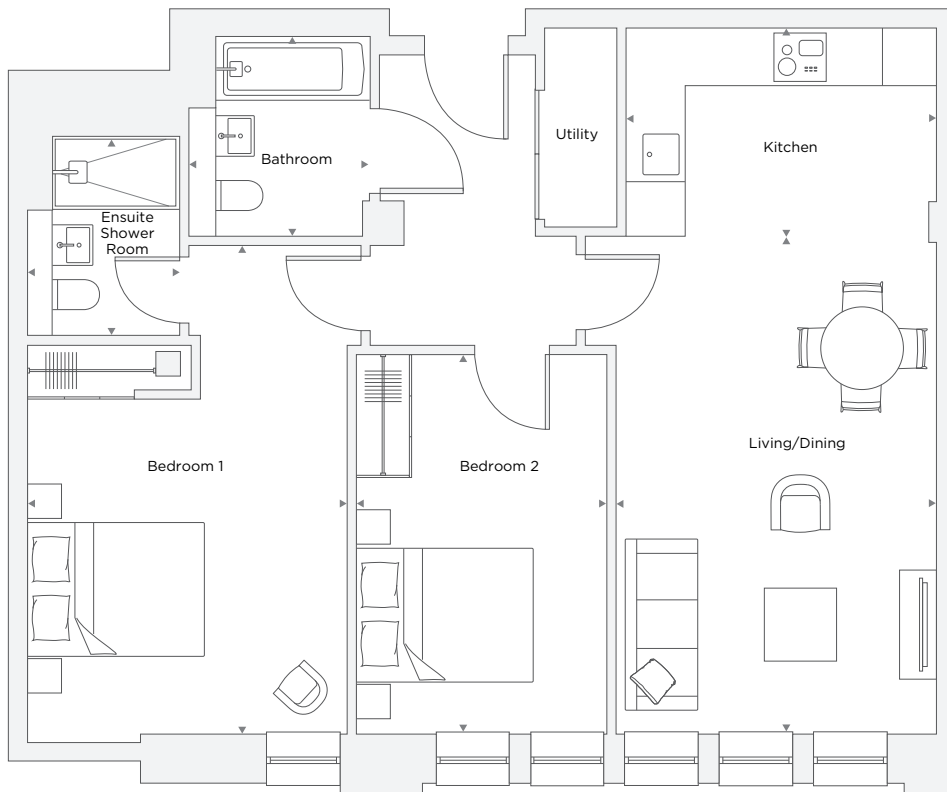 Utility
Kitchen
Bathroom
Ensuite
Shower
Room
Living/Dining
Bedroom 1
Bedroom 2